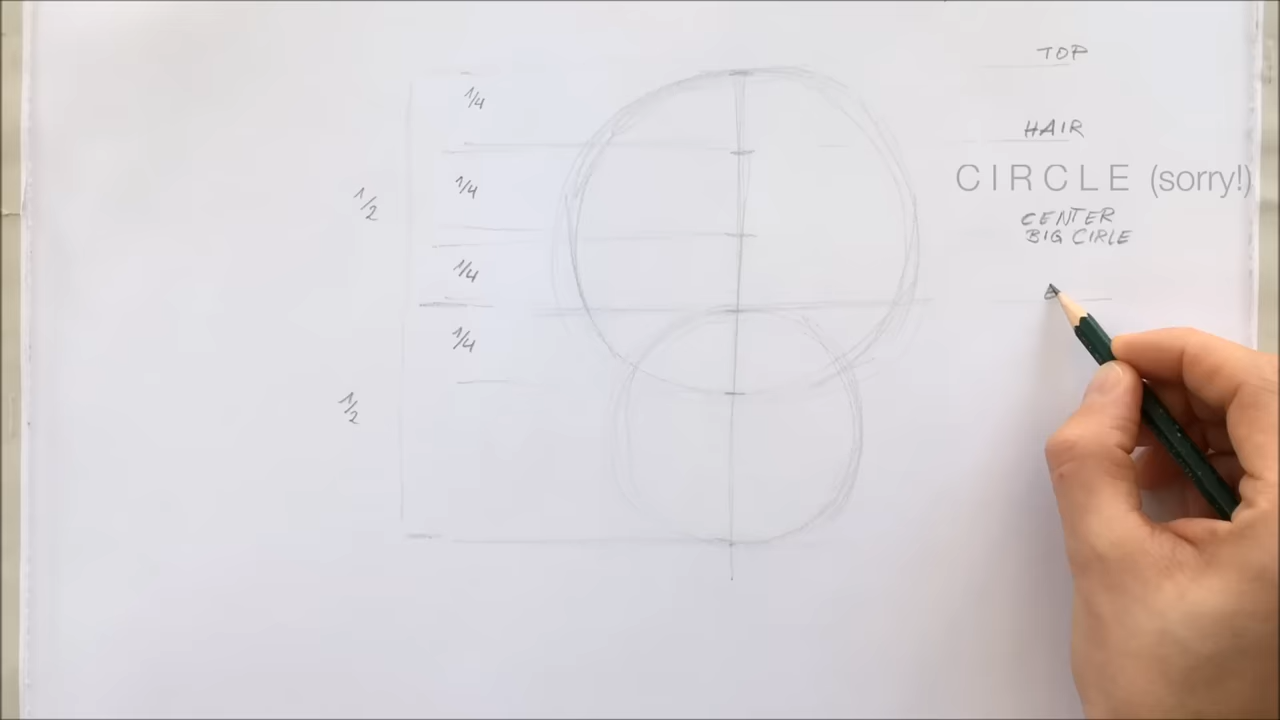 TOP
1/4
HAIR
CIRCLE (sorry!)
1/4
1/2
CENTER
BIG CIRLE
1/4
1/4
1/2